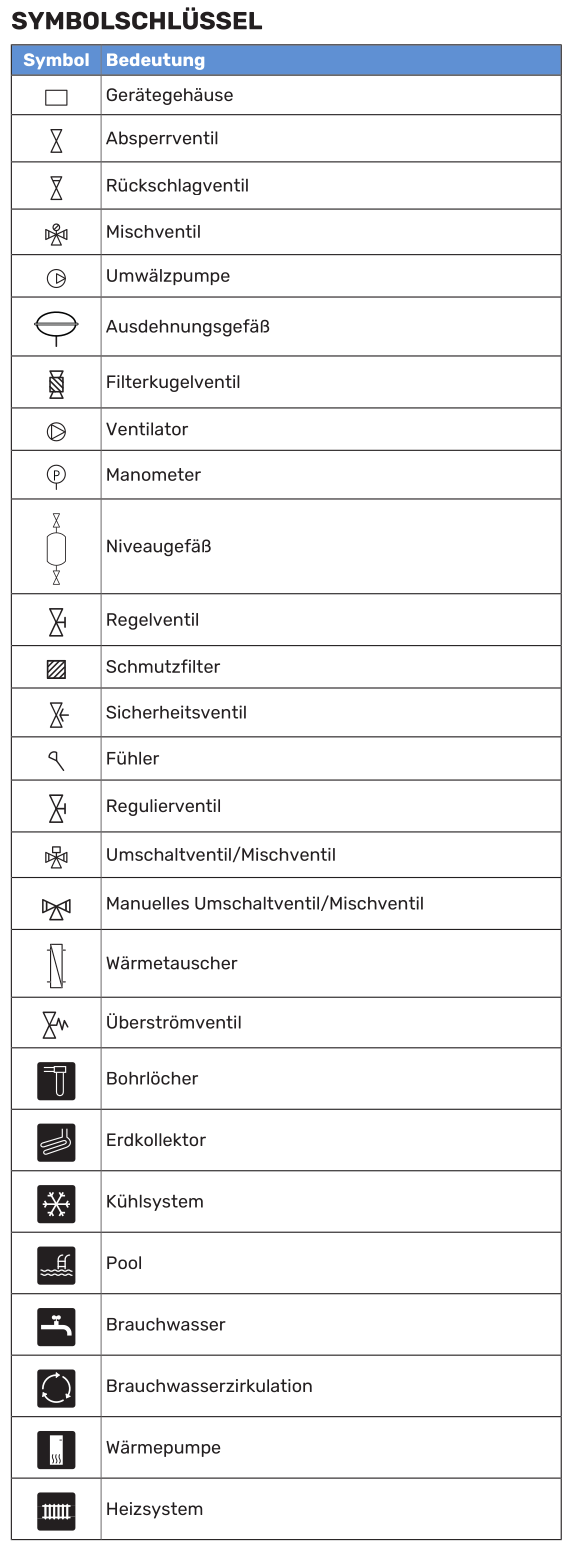 SYMBOLSCHLÜSSEL
Symbol Bedeutung
Gerätegehäuse
Absperrventil
Rückschlagventil
Mischventil
Umwälzpumpe
Ausdehnungsgefäß
Filterkugelventil
Ventilator
P Manometer
Niveaugefäß
Regelventil
Schmutzfilter
Sicherheitsventil
Fühler
Regulierventil
Umschaltventil/Mischventil
Manuelles Umschaltventil/Mischventil
Wärmetauscher
Überströmventil
Bohrlöcher
Erdkollektor
Kühlsystem
Pool
Brauchwasser
Brauchwasserzirkulation
Wärmepumpe
Heizsystem